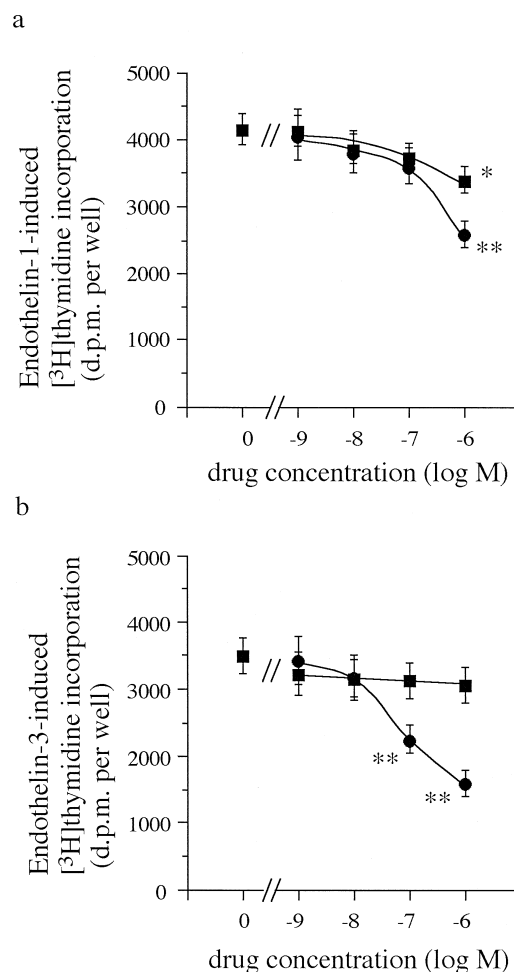 a
Endothelin-1-induced
[³H]thymidine incorporation
(d.p.m. per well)
5000
4000
3000
2000
1000
0
//
*
**
//
0 -9 -8 -7 -6
drug concentration (log M)
b
Endothelin-3-induced
[³H]thymidine incorporation
(d.p.m. per well)
5000
4000
3000
2000
1000
0
//
**
**
//
0 -9 -8 -7 -6
drug concentration (log M)